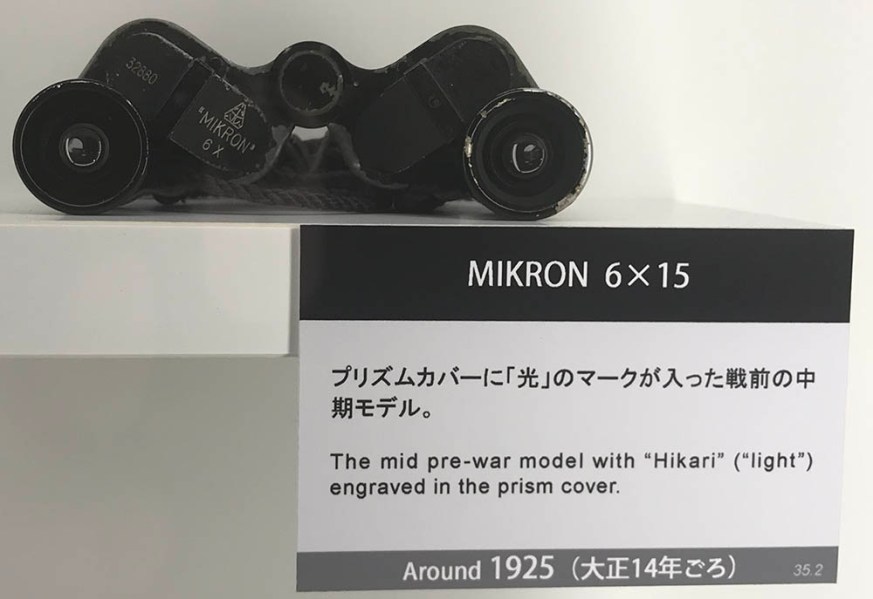 32680
"MIKRON"
6 X
MIKRON 6×15
プリズムカバーに「光」のマークが入った戦前の中
期モデル。
The mid pre-war model with “Hikari” (“light”)
engraved in the prism cover.
Around 1925（大正14年ごろ） 35.2